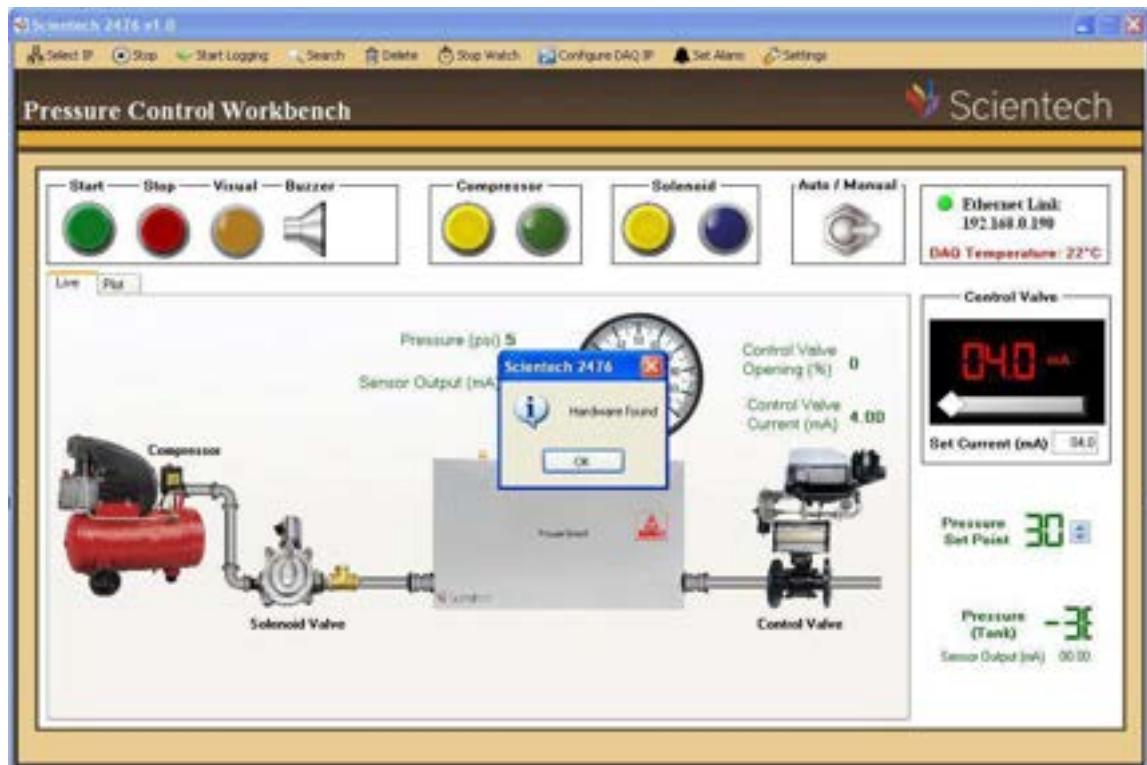 Scientech 2476 v1.0
Select IP Stop Start Logging Search Delete Stop Watch Configure DAQ IP Set Alarm Settings
Pressure Control Workbench
Scientech
Start Stop Visual Buzzer
Compressor
Solenoid
Auto / Manual
Ethernet Link:
192.168.0.190
DAQ Temperature: 22°C
Live Plot
Pressure (psi) 5
Sensor Output (mA
Scientech 2476
Hardware Found
OK
Control Valve
Opening (%) 0
Control Valve
Current (mA) 4.00
Control Valve
04.0 mA
Set Current (mA) 04.0
Compressor
Solenoid Valve
Control Valve
Pressure
Set Point 30
Pressure
(Tank)
Sensor Output (mA) 00.00